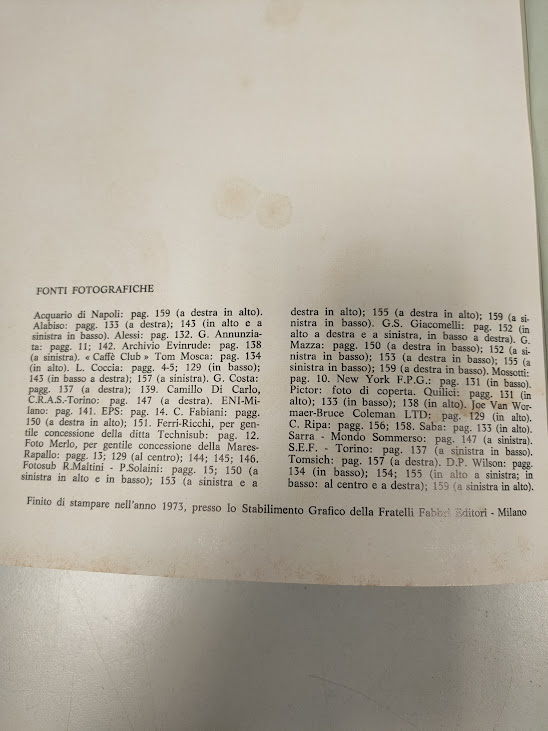 FONTI FOTOGRAFICHE
Acquario di Napoli: pag. 159 (a destra in alto).
Alabiso: pagg. 133 (a destra); 143 (in alto e a
sinistra in basso). Alessi: pag. 132. G. Annunzia-
ta: pagg. 11; 142. Archivio Evinrude: pag. 138
(a sinistra). « Caffè Club » Tom Mosca: pag. 134
(in alto). L. Coccia: pagg. 4-5; 129 (in basso);
143 (in basso a destra); 157 (a sinistra). G. Costa:
pagg. 137 (a destra); 139. Camillo Di Carlo,
C.R.A.S.-Torino: pag. 147 (a destra). ENI-Mi-
lano: pag. 141. EPS: pag. 14. C. Fabiani: pagg.
150 (a destra in alto); 151. Ferri-Ricchi, per gen-
tile concessione della ditta Technisub: pag. 12.
Foto Merlo, per gentile concessione della Mares-
Rapallo: pagg. 13; 129 (al centro); 144; 145; 146.
Fotosub R.Maltini - P.Solaini: pagg. 15; 150 (a
sinistra in alto e in basso); 153 (a sinistra e a
destra in alto); 155 (a destra in alto); 159 (a si-
nistra in basso). G.S. Giacomelli: pag. 152 (in
alto a destra e a sinistra, in basso a destra). G.
Mazza: pagg. 150 (a destra in basso); 152 (a si-
nistra in basso); 153 (a destra in basso); 155 (a
sinistra in basso); 159 (a destra in basso). Mossotti:
pag. 10. New York F.P.G.: pag. 131 (in basso).
Pictor: foto di coperta. Quilici: pagg. 131 (in
alto); 133 (in basso); 138 (in alto). Joe Van Wor-
maer-Bruce Coleman LTD: pag. 129 (in alto).
C. Ripa: pagg. 156; 158. Saba: pag. 133 (in alto).
Sarra - Mondo Sommerso: pag. 147 (a sinistra).
S.E.F. - Torino: pag. 137 (a sinistra in basso).
Tomsich: pag. 157 (a destra). D.P. Wilson: pagg.
134 (in basso); 154; 155 (in alto a sinistra; in
basso: al centro e a destra); 159 (a sinistra in alto).
Finito di stampare nell'anno 1973, presso lo Stabilimento Grafico della Fratelli Fabbri Editori - Milano